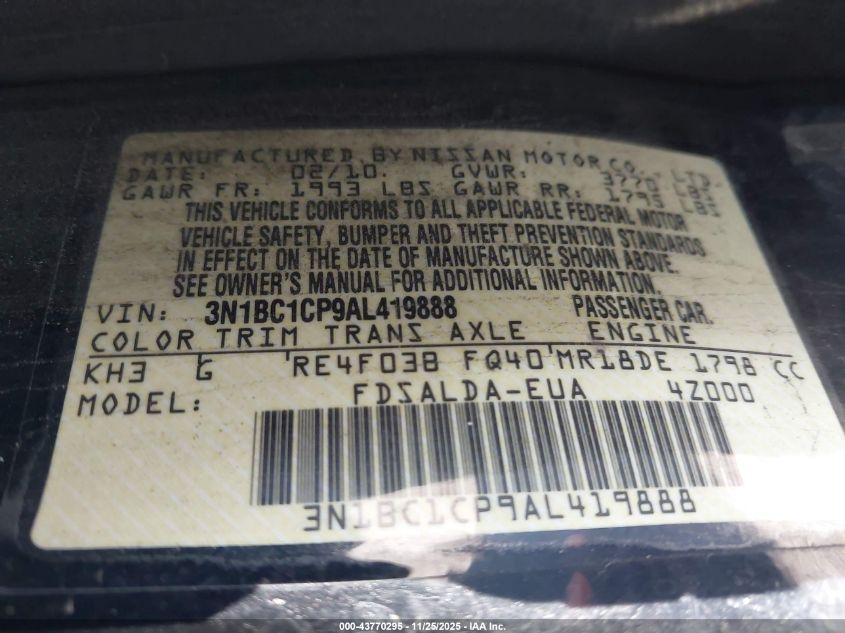 MANUFACTURED BY NISSAN MOTOR CO., LTD
DATE: 02/10. GVWR: 3770 LBS
GAWR FR: 1993 LBS GAWR RR: 1795 LBS
THIS VEHICLE CONFORMS TO ALL APPLICABLE FEDERAL MOTOR
VEHICLE SAFETY, BUMPER AND THEFT PREVENTION STANDARDS
IN EFFECT ON THE DATE OF MANUFACTURE SHOWN ABOVE.
SEE OWNER'S MANUAL FOR ADDITIONAL INFORMATION.
VIN: 3N1BC1CP9AL419888 PASSENGER CAR.
COLOR TRIM TRANS AXLE ENGINE
KH3 G RE4F03B FQ40 MR18DE 1798 CC
MODEL: FDSALDA-EUA 4Z000
3N1BC1CP9AL419888
000-43770295 - 11/25/2025 - IAA Inc.